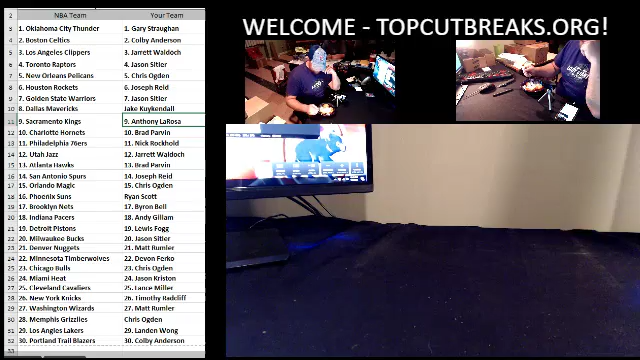 WELCOME - TOPCUTBREAKS.ORG!
NBA Team Your Team
1. Oklahoma City Thunder 1. Gary Straughan
2. Boston Celtics 2. Colby Anderson
3. Los Angeles Clippers 3. Jarrett Waldoch
4. Toronto Raptors 4. Jason Sitler
5. New Orleans Pelicans 5. Chris Ogden
6. Houston Rockets 6. Joseph Reid
7. Golden State Warriors 7. Jason Sitler
8. Dallas Mavericks Jake Kuykendall
9. Sacramento Kings 9. Anthony LaRosa
10. Charlotte Hornets 10. Brad Parvin
11. Philadelphia 76ers 11. Nick Rockhold
12. Utah Jazz 12. Jarrett Waldoch
13. Atlanta Hawks 13. Brad Parvin
14. San Antonio Spurs 14. Joseph Reid
15. Orlando Magic 15. Chris Ogden
16. Phoenix Suns Ryan Scott
17. Brooklyn Nets 17. Byron Bell
18. Indiana Pacers 18. Andy Gillam
19. Detroit Pistons 19. Lewis Fogg
20. Milwaukee Bucks 20. Jason Sitler
21. Denver Nuggets 21. Matt Rumler
22. Minnesota Timberwolves 22. Devon Ferko
23. Chicago Bulls 23. Chris Ogden
24. Miami Heat 24. Jason Kriston
25. Cleveland Cavaliers 25. Lance Miller
26. New York Knicks 26. Timothy Radcliff
27. Washington Wizards 27. Matt Rumler
28. Memphis Grizzlies Chris Ogden
29. Los Angeles Lakers 29. Landen Wong
30. Portland Trail Blazers 30. Colby Anderson